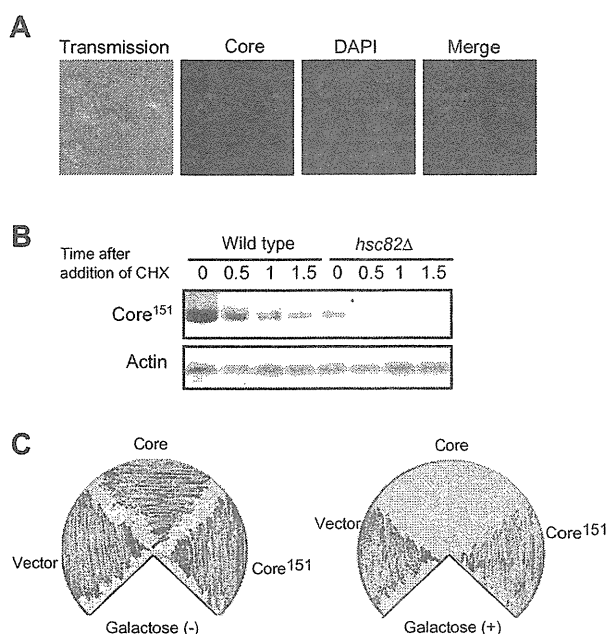 A
Transmission Core DAPI Merge
B
Wild type hsc82Δ
Time after addition of CHX 0 0.5 1 1.5 0 0.5 1 1.5
Core151
Actin
C
Core Core
Vector Core151 Vector Core151
Galactose (-) Galactose (+)